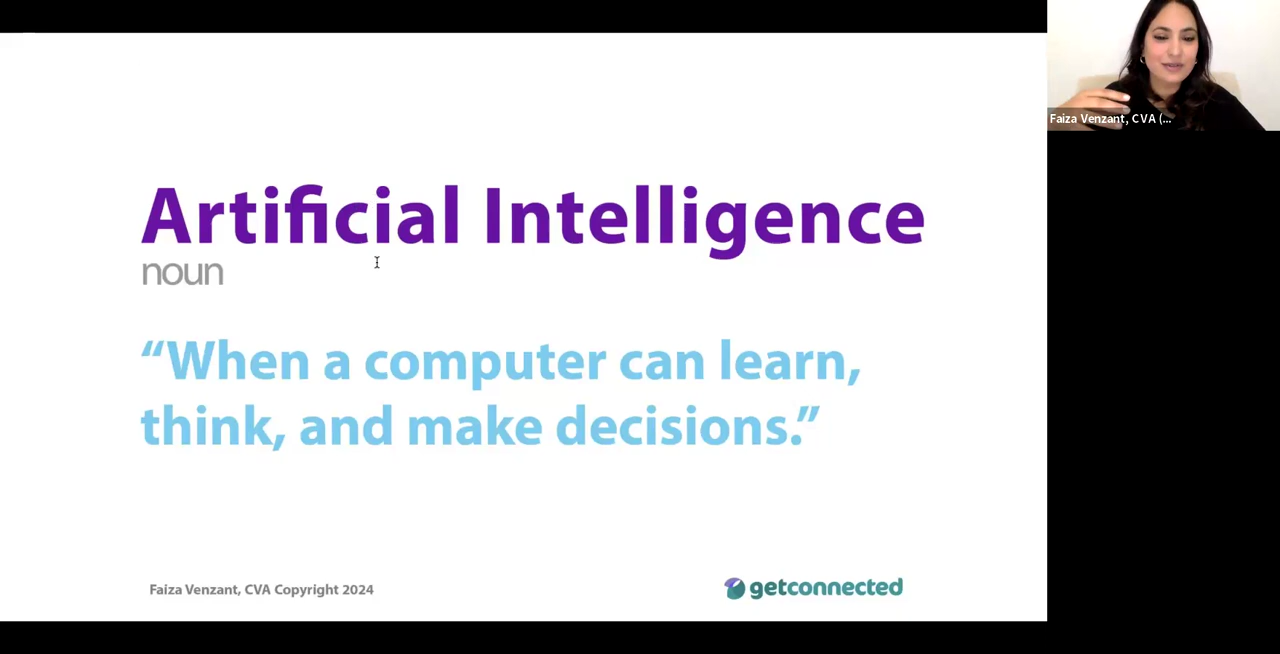 Artificial Intelligence
noun
“When a computer can learn,
think, and make decisions.”
Faiza Venzant, CVA Copyright 2024
getconnected
Faiza Venzant, CVA (...